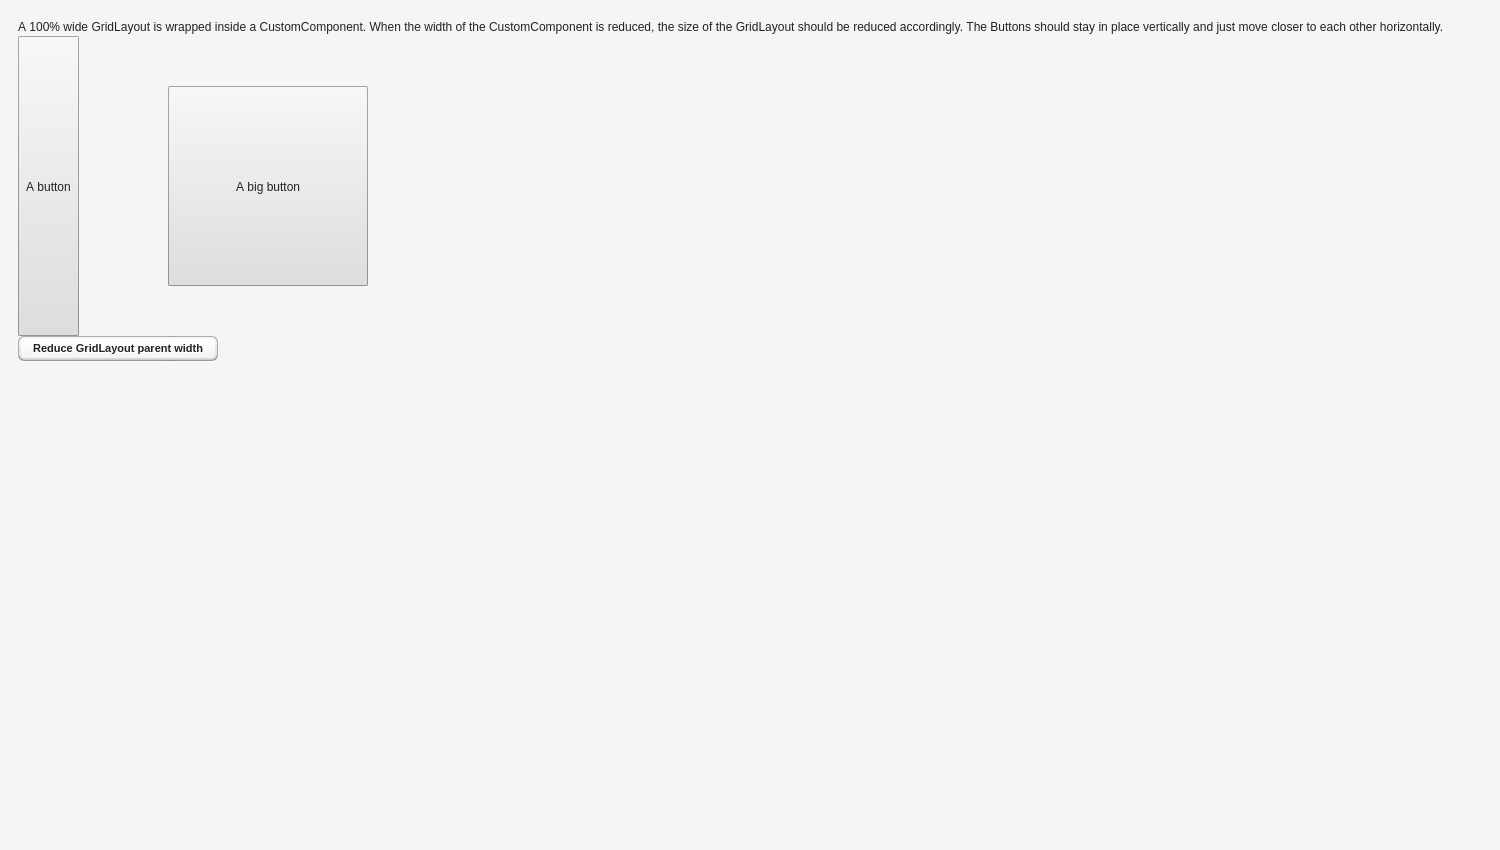 A 100% wide GridLayout is wrapped inside a CustomComponent. When the width of the CustomComponent is reduced, the size of the GridLayout should be reduced accordingly. The Buttons should stay in place vertically and just move closer to each other horizontally.
A button
A big button
Reduce GridLayout parent width